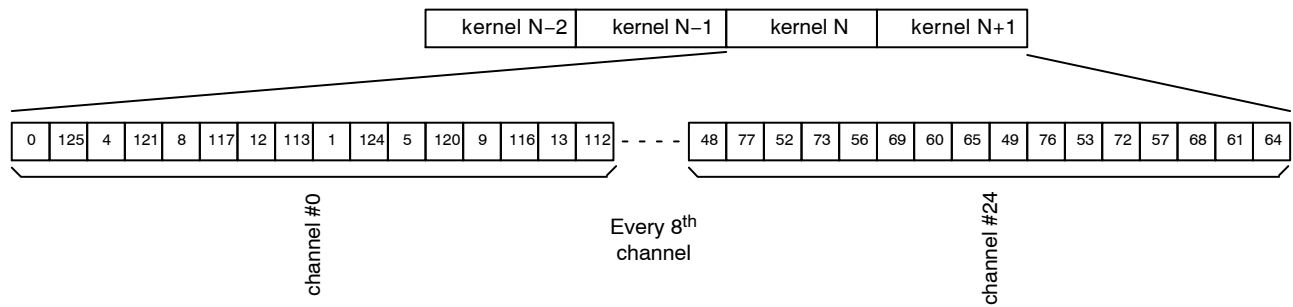 kernel N−2 kernel N−1 kernel N kernel N+1
0 125 4 121 8 117 12 113 1 124 5 120 9 116 13 112 - - - - - 48 77 52 73 56 69 60 65 49 76 53 72 57 68 61 64
channel #0
Every 8th
channel
channel #24